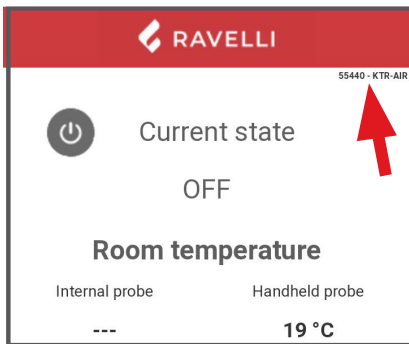 RAVELLI
55440 - KTR-AIR
Current state
OFF
Room temperature
Internal probe Handheld probe
--- 19 °C